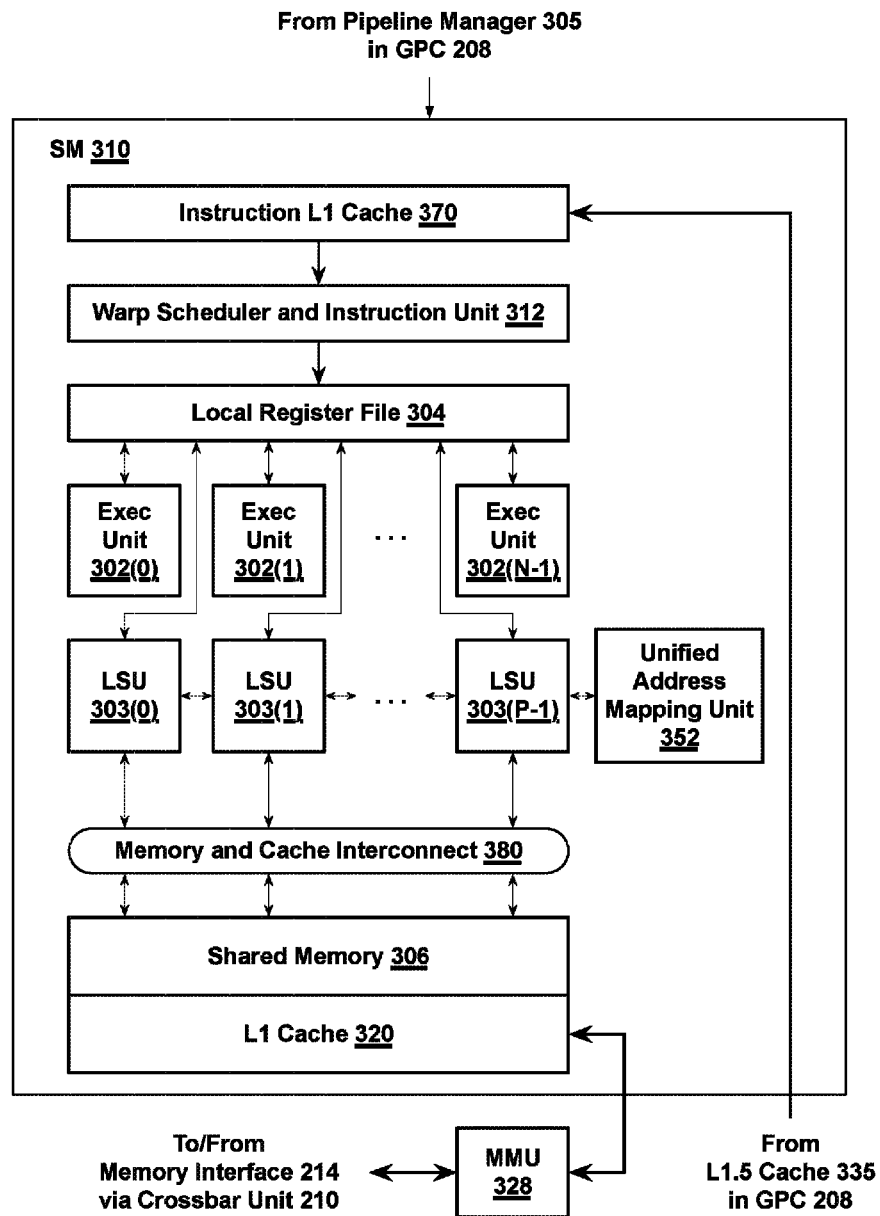 From Pipeline Manager 305
in GPC 208
SM 310
Instruction L1 Cache 370
Warp Scheduler and Instruction Unit 312
Local Register File 304
Exec
Unit
302(0)
Exec
Unit
302(1)
. . .
Exec
Unit
302(N-1)
LSU
303(0)
LSU
303(1)
. . .
LSU
303(P-1)
Unified
Address
Mapping Unit
352
Memory and Cache Interconnect 380
Shared Memory 306
L1 Cache 320
To/From
Memory Interface 214
via Crossbar Unit 210
MMU
328
From
L1.5 Cache 335
in GPC 208